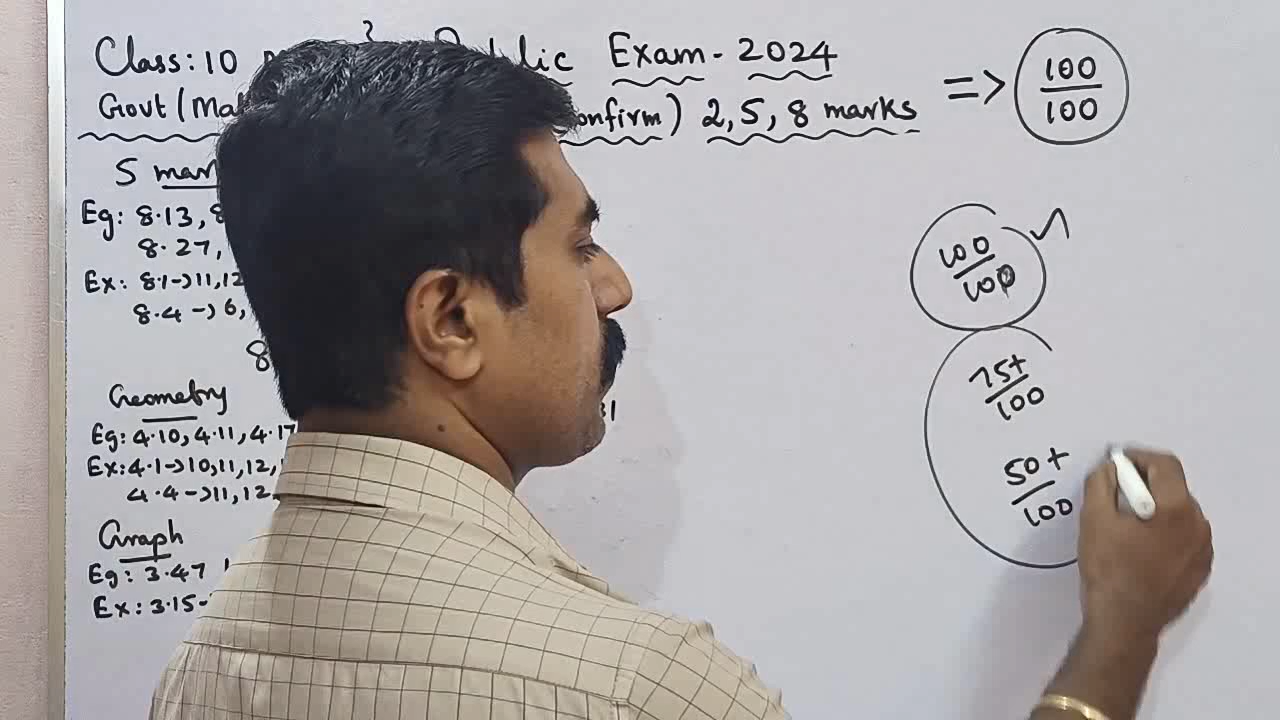 Class: 10 Public Exam - 2024
Govt (Mat onfirm) 2, 5, 8 marks => 100/100
5 mar
Eg: 8.13, 8
8.27,
Ex: 8.1->11, 12
8.4 -> 6,
8
Geometry
Eg: 4.10, 4.11, 4.17
Ex: 4.1->10, 11, 12,
4.4 ->11, 12
Graph
Eg: 3.47
Ex: 3.15-
100/100
75+/100
50+/100